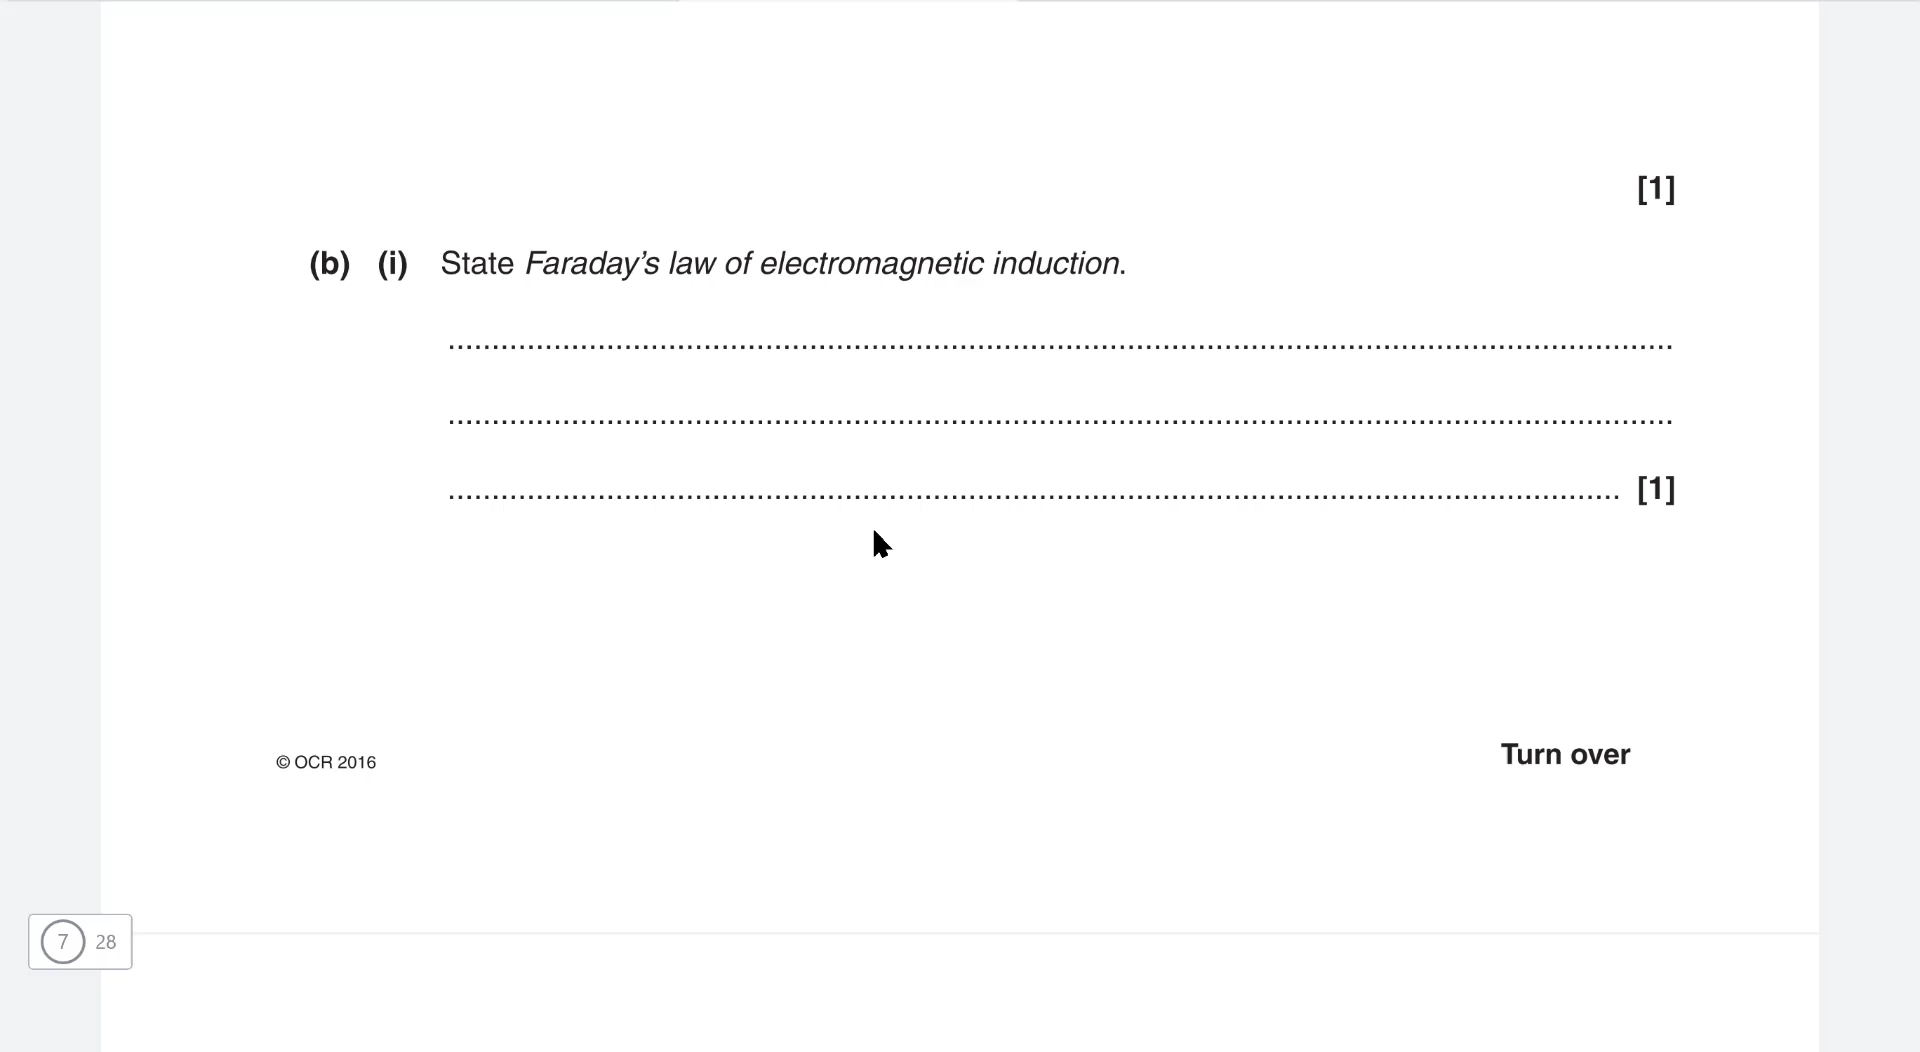 [1]
(b) (i) State Faraday’s law of electromagnetic induction.
..........................................................................................................................................
..........................................................................................................................................
.................................................................................................................................... [1]
© OCR 2016
Turn over
7 28